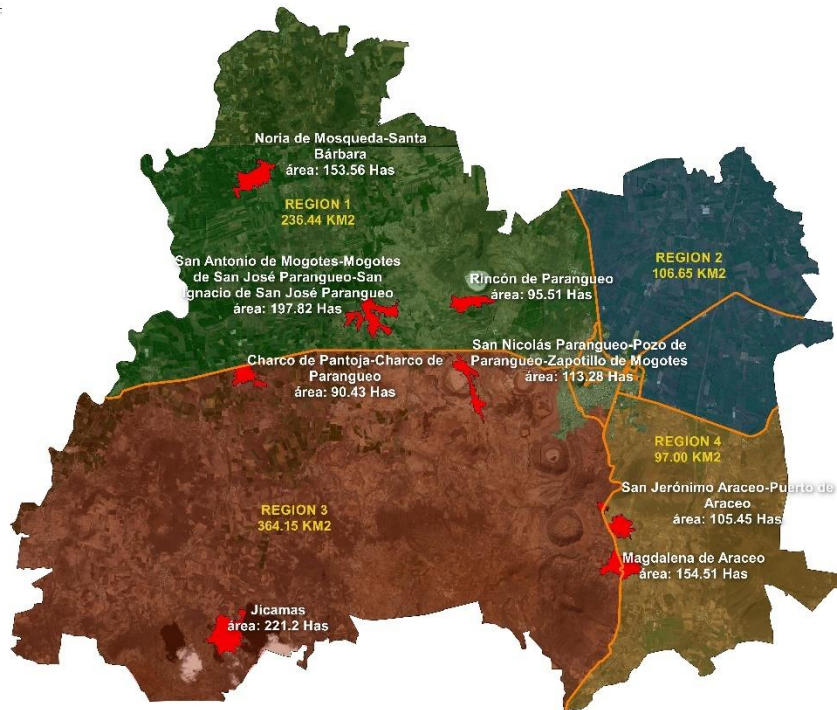 Noria de Mosqueda-Santa
Bárbara
área: 153.56 Has
REGION 1
236.44 KM2
San Antonio de Mogotes-Mogotes
de San José Parangueo-San
Ignacio de San José Parangueo
área: 197.82 Has
Rincón de Parangueo
área: 95.51 Has
REGION 2
106.65 KM2
San Nicolás Parangueo-Pozo de
Parangueo-Zapotillo de Mogotes
área: 113.28 Has
Charco de Pantoja-Charco de
Parangueo
área: 90.43 Has
REGION 4
97.00 KM2
REGION 3
364.15 KM2
San Jerónimo Araceo-Puerto de
Araceo
área: 105.45 Has
Magdalena de Araceo
área: 154.51 Has
Jicamas
área: 221.2 Has